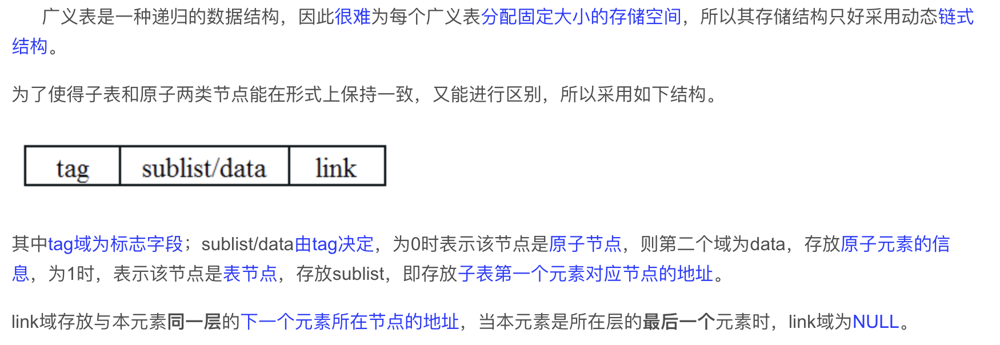 广义表是一种递归的数据结构，因此很难为每个广义表分配固定大小的存储空间，所以其存储结构只好采用动态链式
结构。
为了使得子表和原子两类节点能在形式上保持一致，又能进行区别，所以采用如下结构。
tag sublist/data link
其中tag域为标志字段；sublist/data由tag决定，为0时表示该节点是原子节点，则第二个域为data，存放原子元素的信
息，为1时，表示该节点是表节点，存放sublist，即存放子表第一个元素对应节点的地址。
link域存放与本元素同一层的下一个元素所在节点的地址，当本元素是所在层的最后一个元素时，link域为NULL。